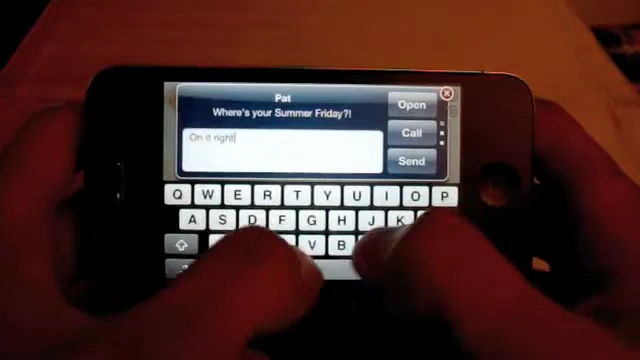 Pat
Where's your Summer Friday?!
Open
On it right
Call
Send
Q W E R T Y U I O P
A S D F G H J K
V B